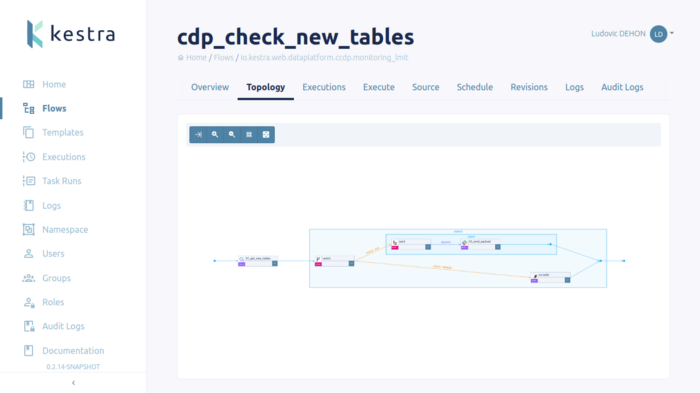 kestra
Home
Flows
Templates
Executions
Task Runs
Logs
Namespace
Users
Groups
Roles
Audit Logs
Documentation
0.2.14-SNAPSHOT
cdp_check_new_tables
Ludovic DEHON
LD
Home / Flows / io.kestra.web.dataplatform.ccdp.monitoring_limit
Overview
Topology
Executions
Execute
Source
Schedule
Revisions
Logs
Audit Logs